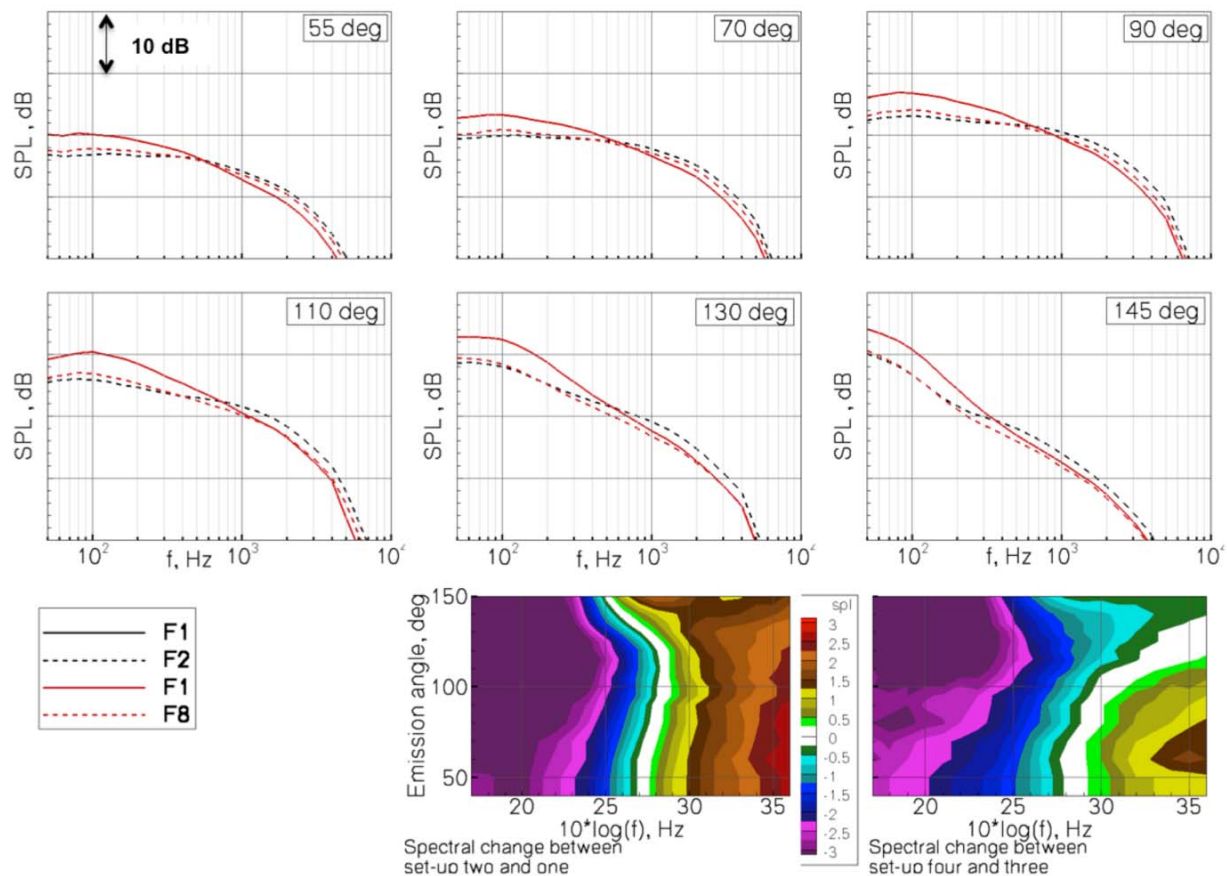 55 deg
70 deg
90 deg
10 dB
SPL, dB
SPL, dB
SPL, dB
110 deg
130 deg
145 deg
SPL, dB
SPL, dB
SPL, dB
10² 10³ 10⁴
10² 10³ 10⁴
10² 10³ 10⁴
f, Hz
f, Hz
f, Hz
F1
F2
F1
F8
Emission angle, deg
150
100
50
20 25 30 35
10*log(f), Hz
Spectral change between
set-up two and one
spl
3
2.5
2
1.5
1
0.5
0
-0.5
-1
-1.5
-2
-2.5
-3
20 25 30 35
10*log(f), Hz
Spectral change between
set-up four and three